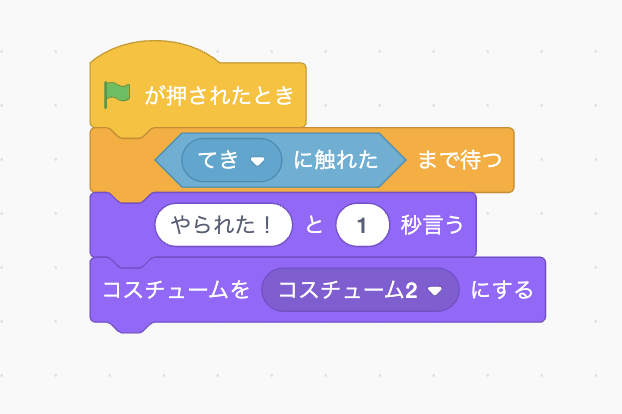 が押されたとき
てき に触れた まで待つ
やられた！ と 1 秒言う
コスチュームを コスチューム2 にする